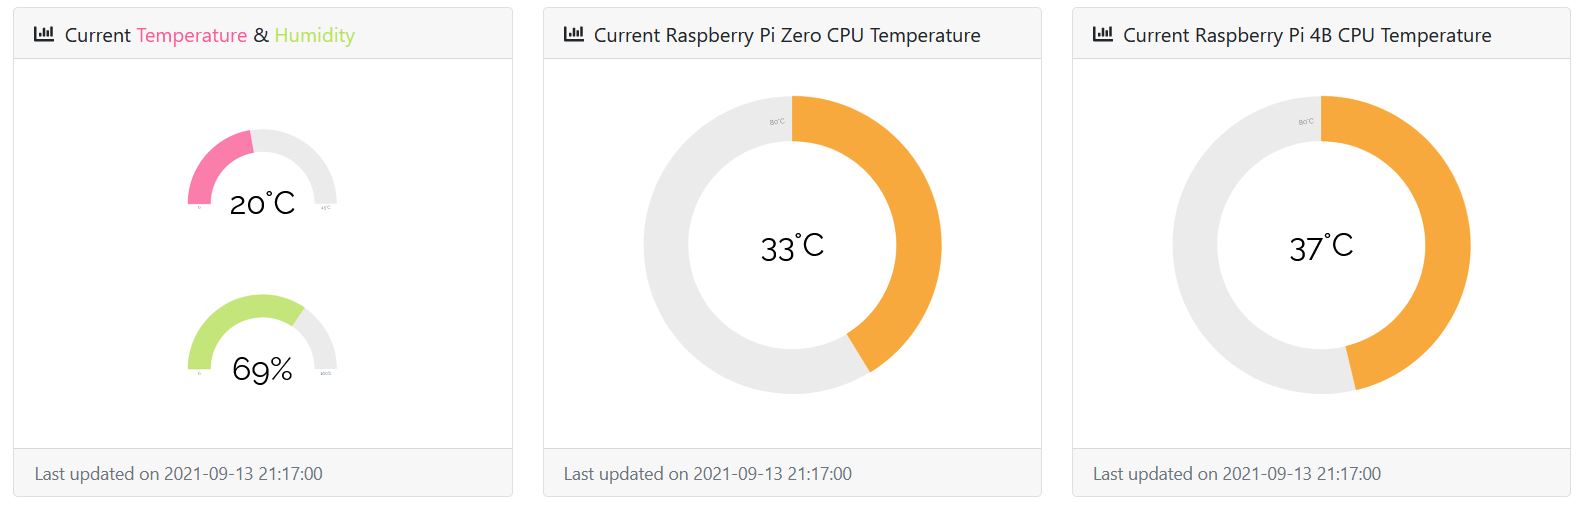 Current Temperature & Humidity
20°C
0
45°C
69%
0
100%
Last updated on 2021-09-13 21:17:00
Current Raspberry Pi Zero CPU Temperature
80°C
33°C
Last updated on 2021-09-13 21:17:00
Current Raspberry Pi 4B CPU Temperature
80°C
37°C
Last updated on 2021-09-13 21:17:00